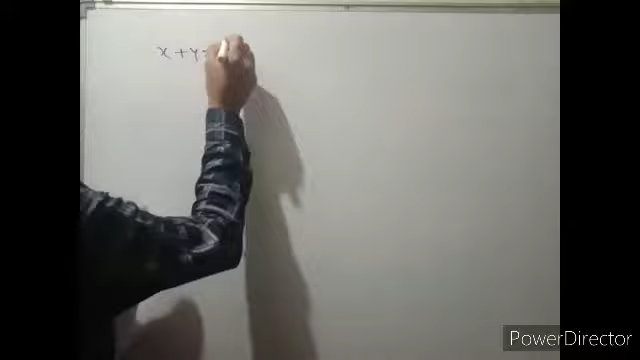 x + y =
PowerDirector